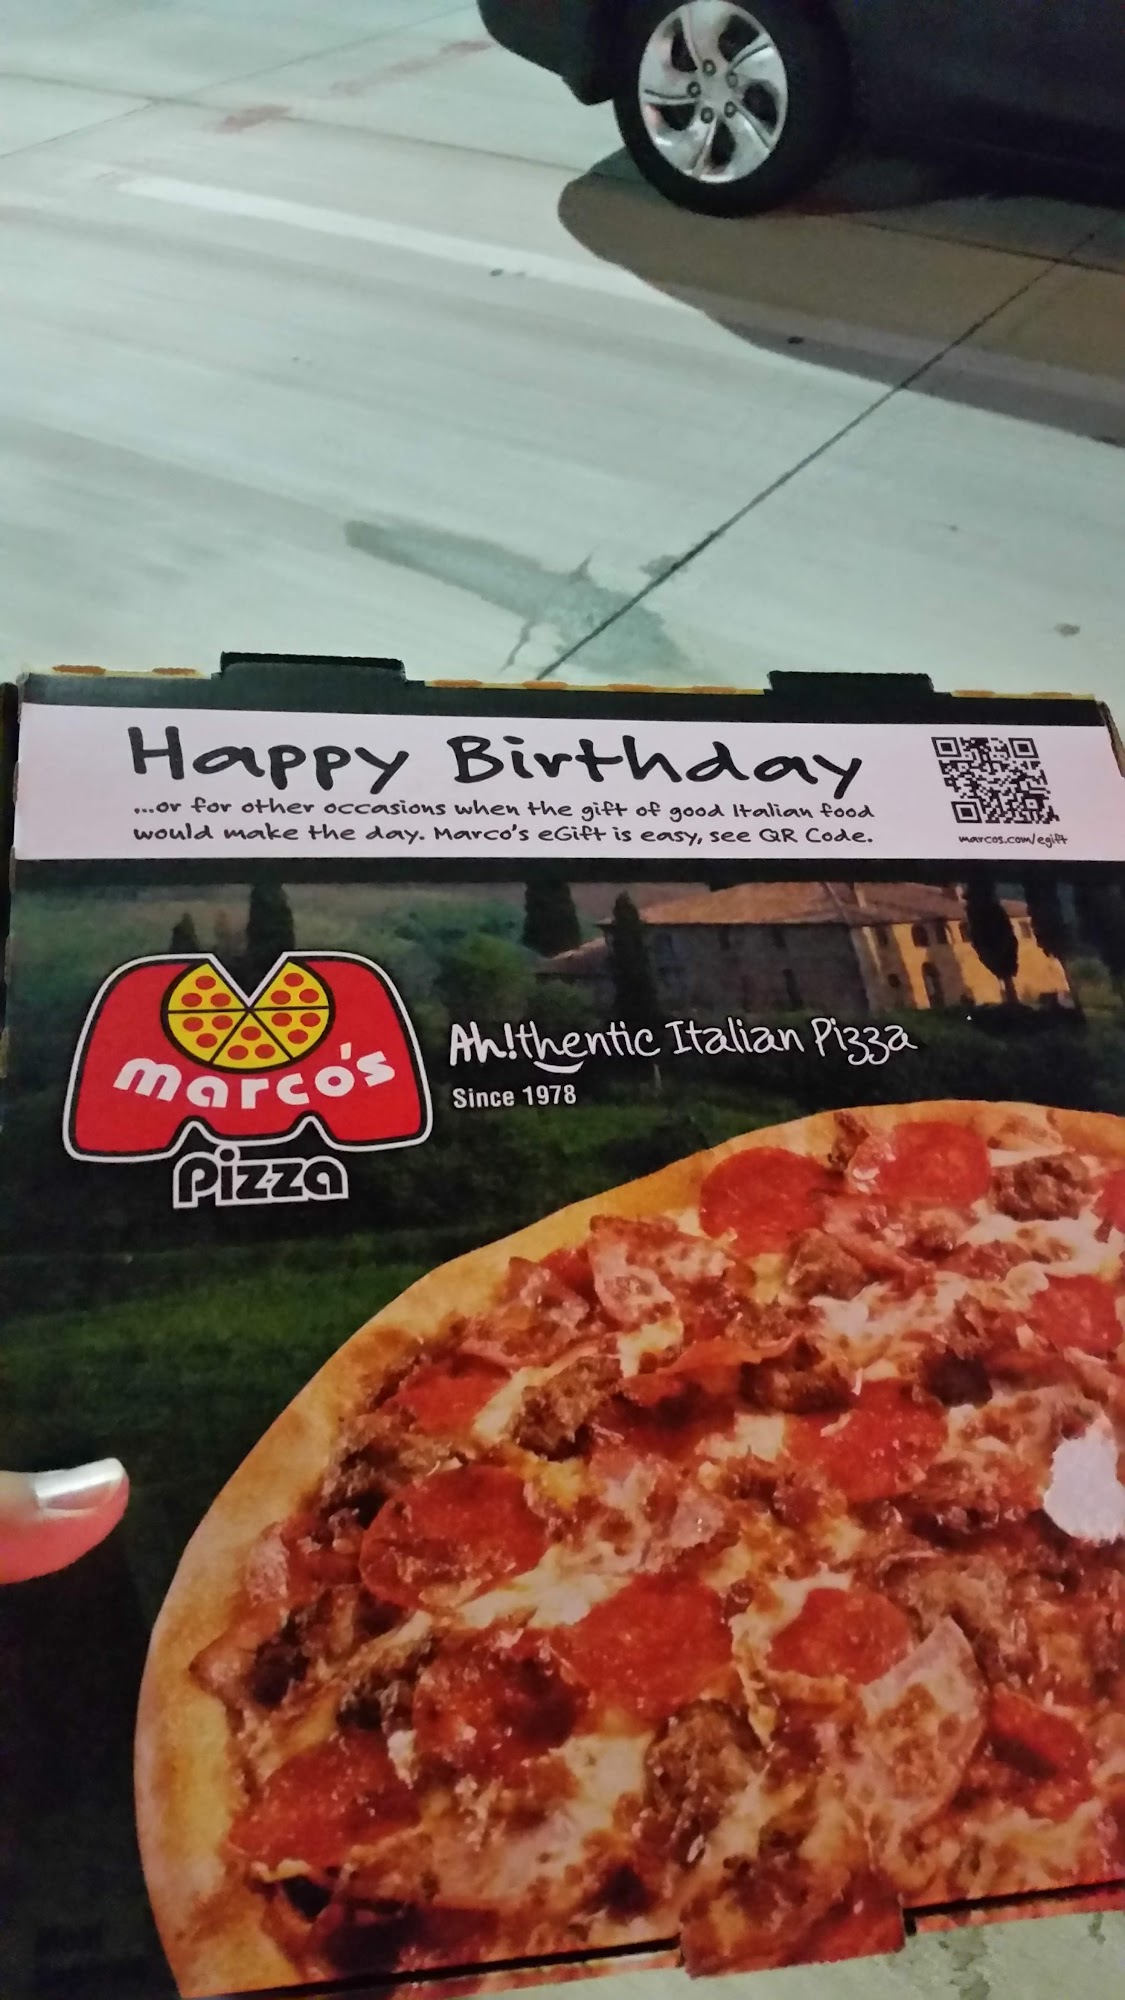 Happy Birthday
...or for other occasions when the gift of good Italian food
would make the day. Marco's eGift is easy, see QR Code.
marcos.com/egift
marco's
Pizza
Ah!thentic Italian Pizza
Since 1978